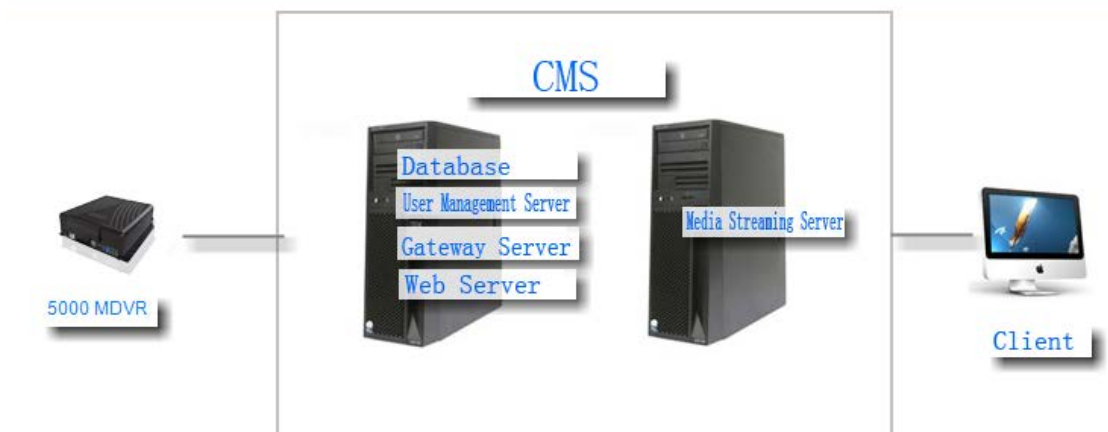 CMS
Database
User Management Server
Gateway Server
Web Server
Media Streaming Server
5000 MDVR
Client